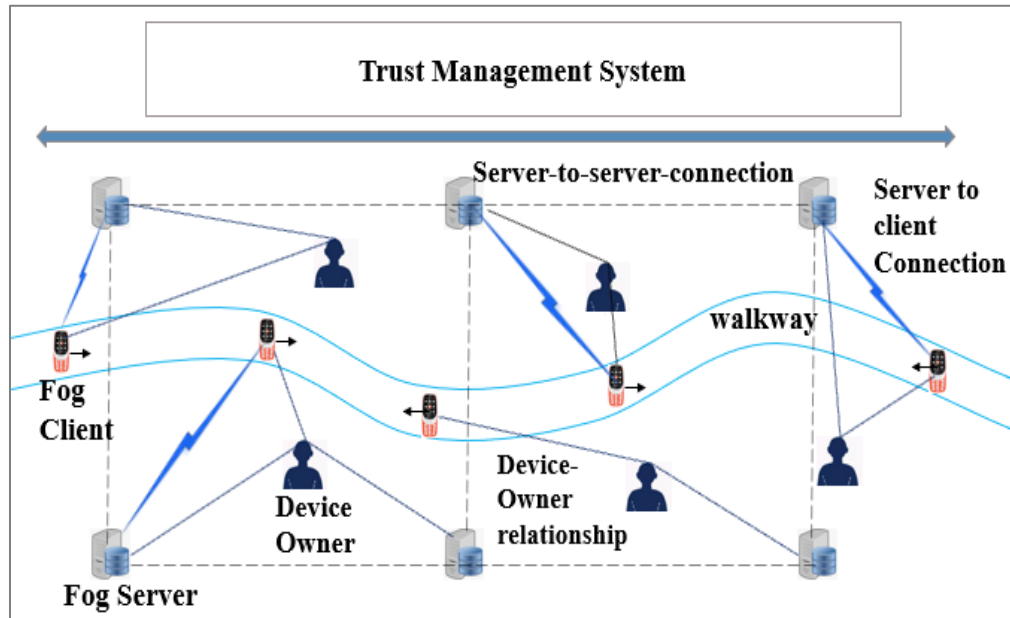 Trust Management System
Server-to-server-connection
Server to
client
Connection
walkway
Fog
Client
Device
Owner
Device-
Owner
relationship
Fog Server